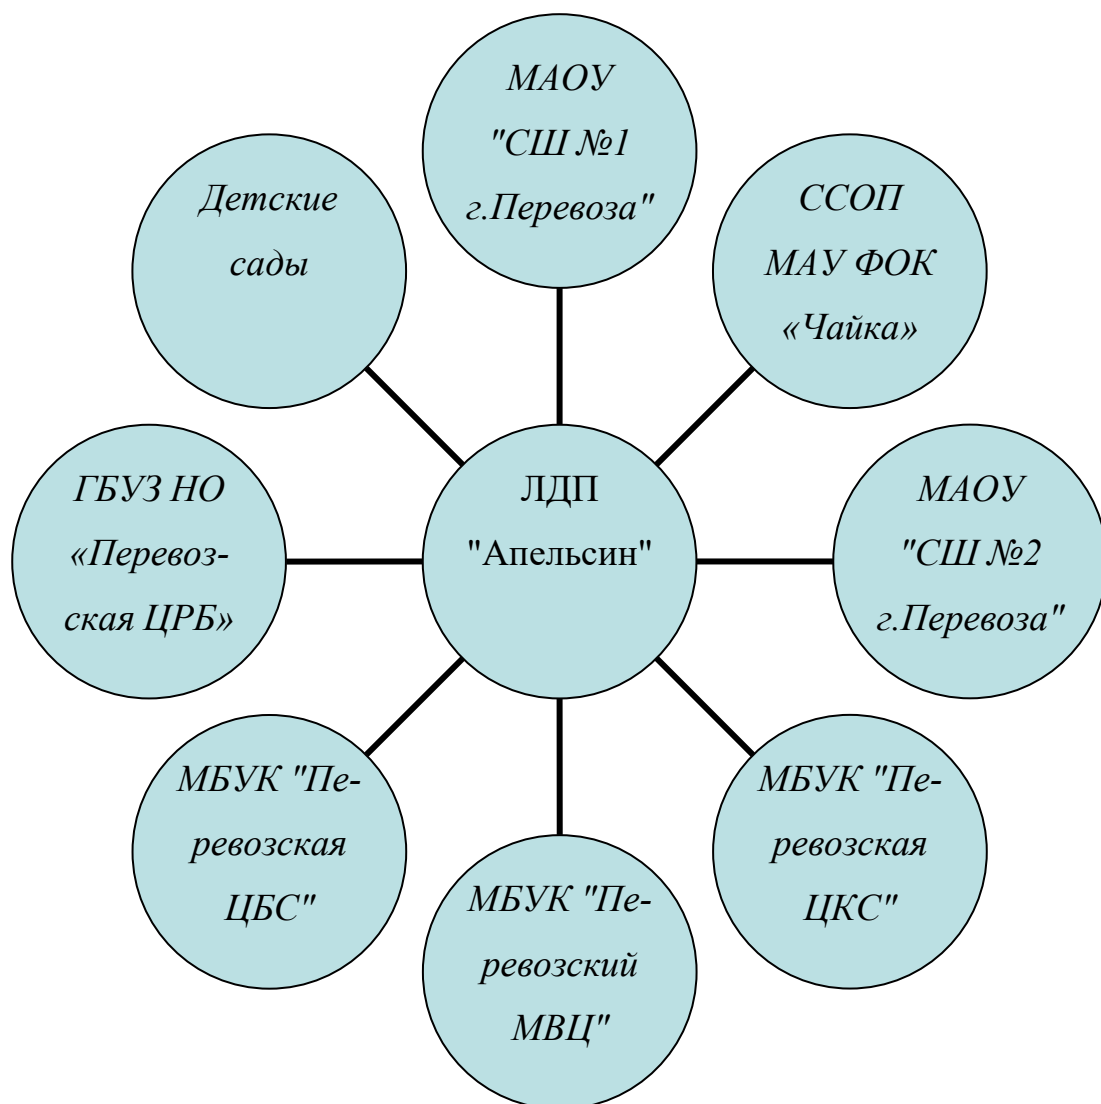 МАОУ
"СШ №1
г.Перевоза"
ССОП
МАУ ФОК
«Чайка»
МАОУ
"СШ №2
г.Перевоза"
МБУК "Пе-
ревозская
ЦКС"
МБУК "Пе-
ревозский
МВЦ"
МБУК "Пе-
ревозская
ЦБС"
ГБУЗ НО
«Перевоз-
ская ЦРБ»
Детские
сады
ЛДП
"Апельсин"